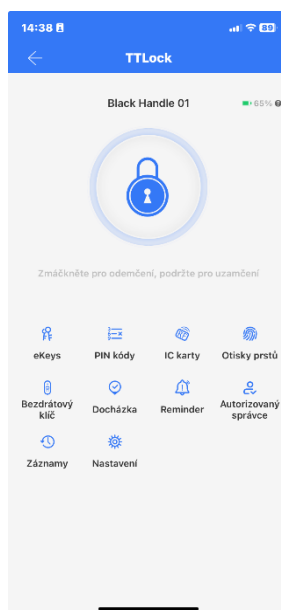 14:38
89
TTLock
Black Handle 01
65%
Zmáčkněte pro odemčení, podržte pro uzamčení
eKeys
PIN kódy
IC karty
Otisky prstů
Bezdrátový
klíč
Docházka
Reminder
Autorizovaný
správce
Záznamy
Nastavení